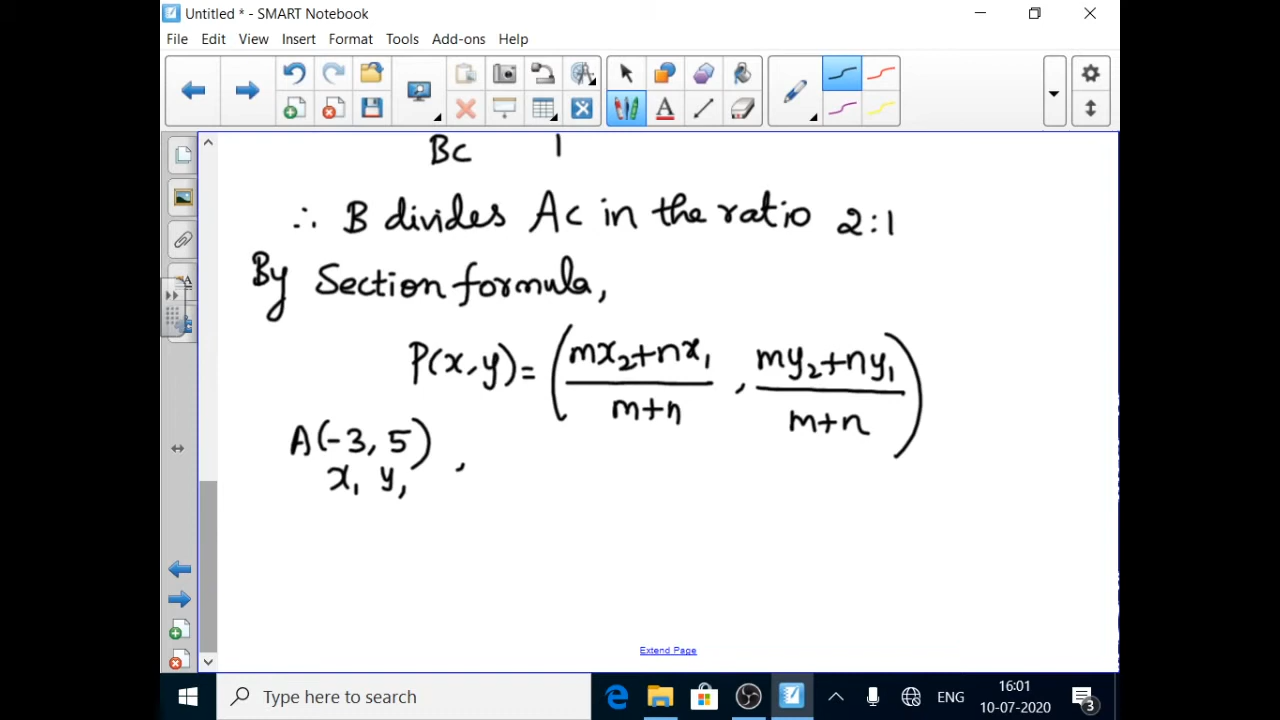 Untitled * - SMART Notebook
File Edit View Insert Format Tools Add-ons Help
BC 1
∴ B divides AC in the ratio 2:1
By Section formula,
P(x,y)= (mx₂+nx₁/m+n , my₂+ny₁/m+n)
A(-3, 5) ,
x₁ y₁
Extend Page
Type here to search
ENG
16:01
10-07-2020
3